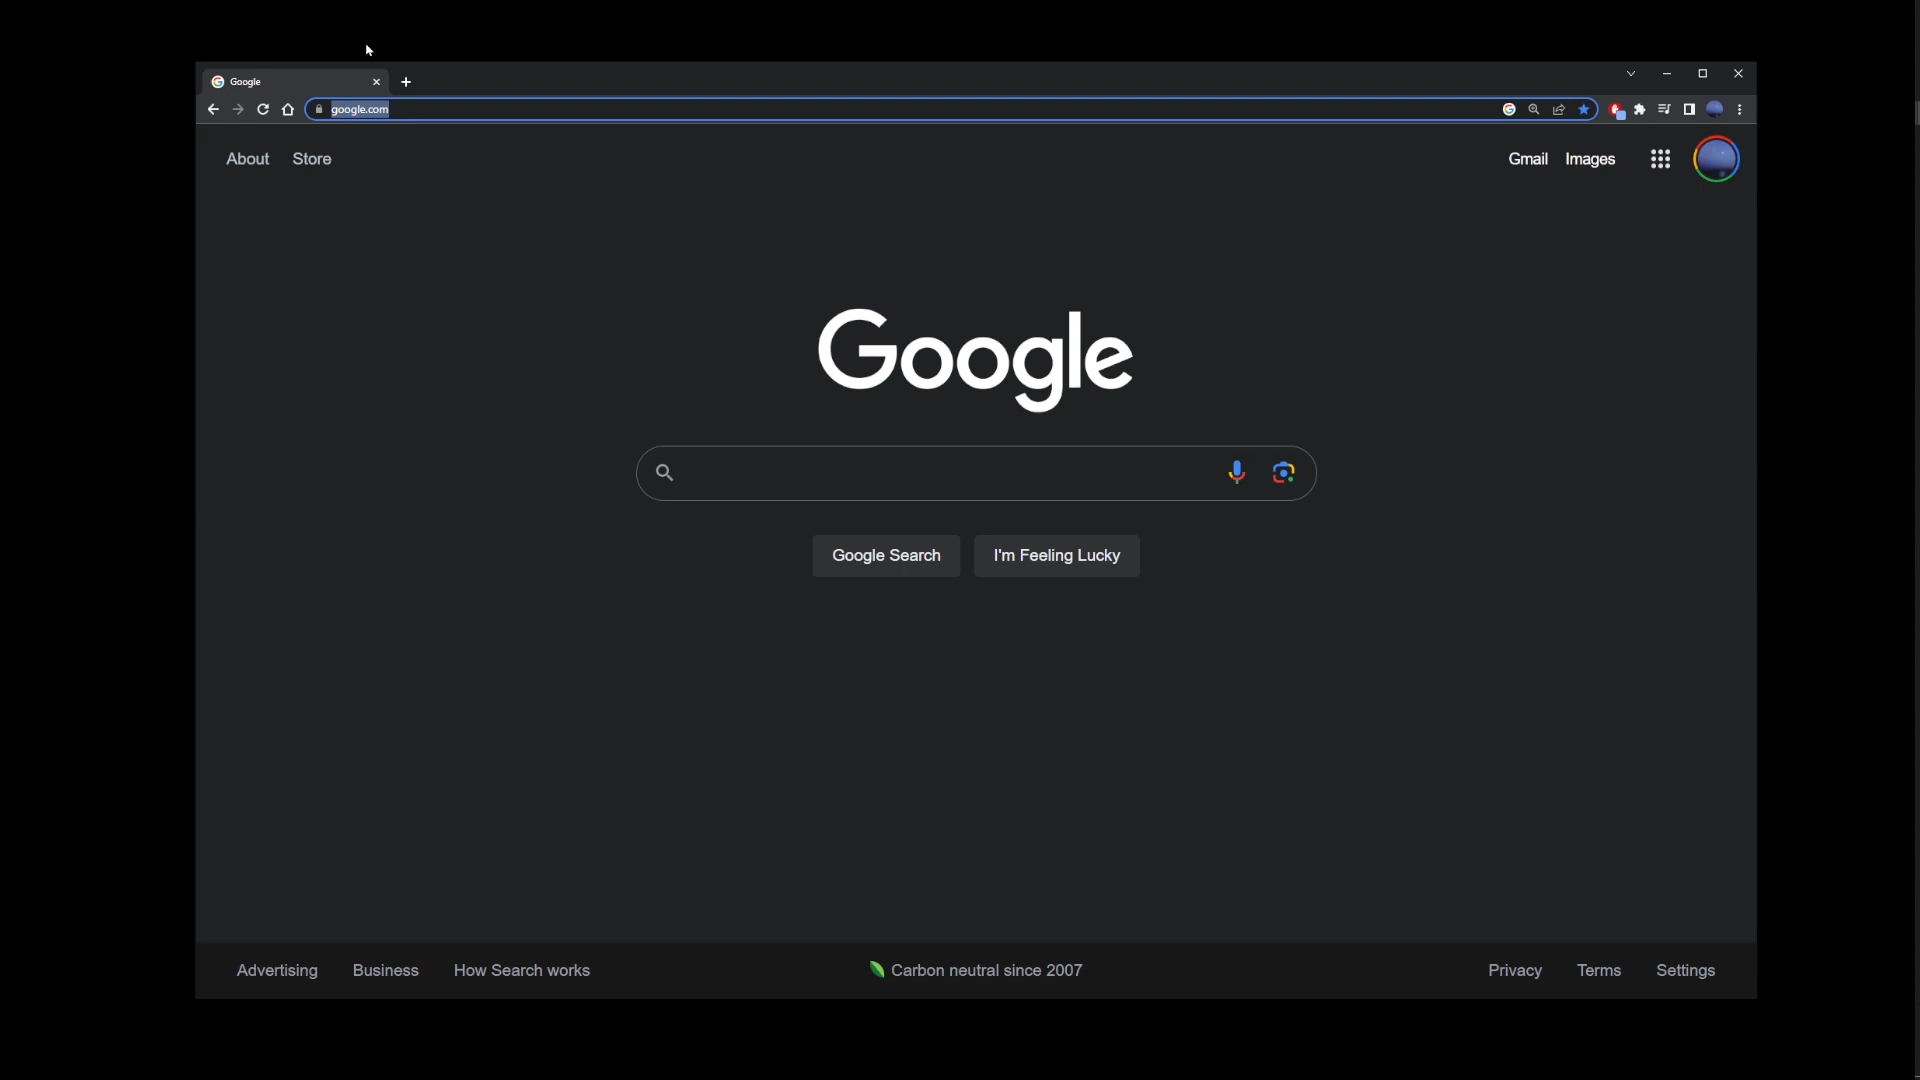 Google
google.com
About Store
Gmail Images
Google
Google Search I'm Feeling Lucky
Advertising Business How Search works
Carbon neutral since 2007
Privacy Terms Settings